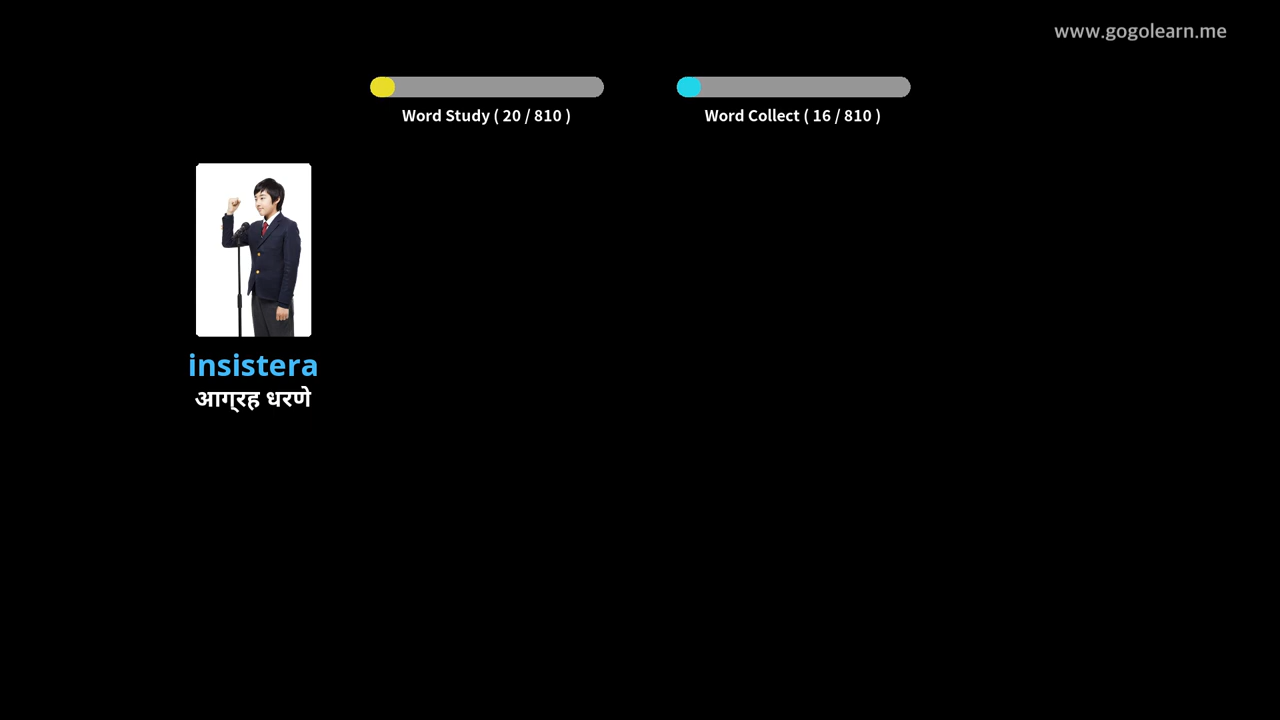 www.gogolearn.me
Word Study ( 20 / 810 )
Word Collect ( 16 / 810 )
insistera
आग्रह धरणे